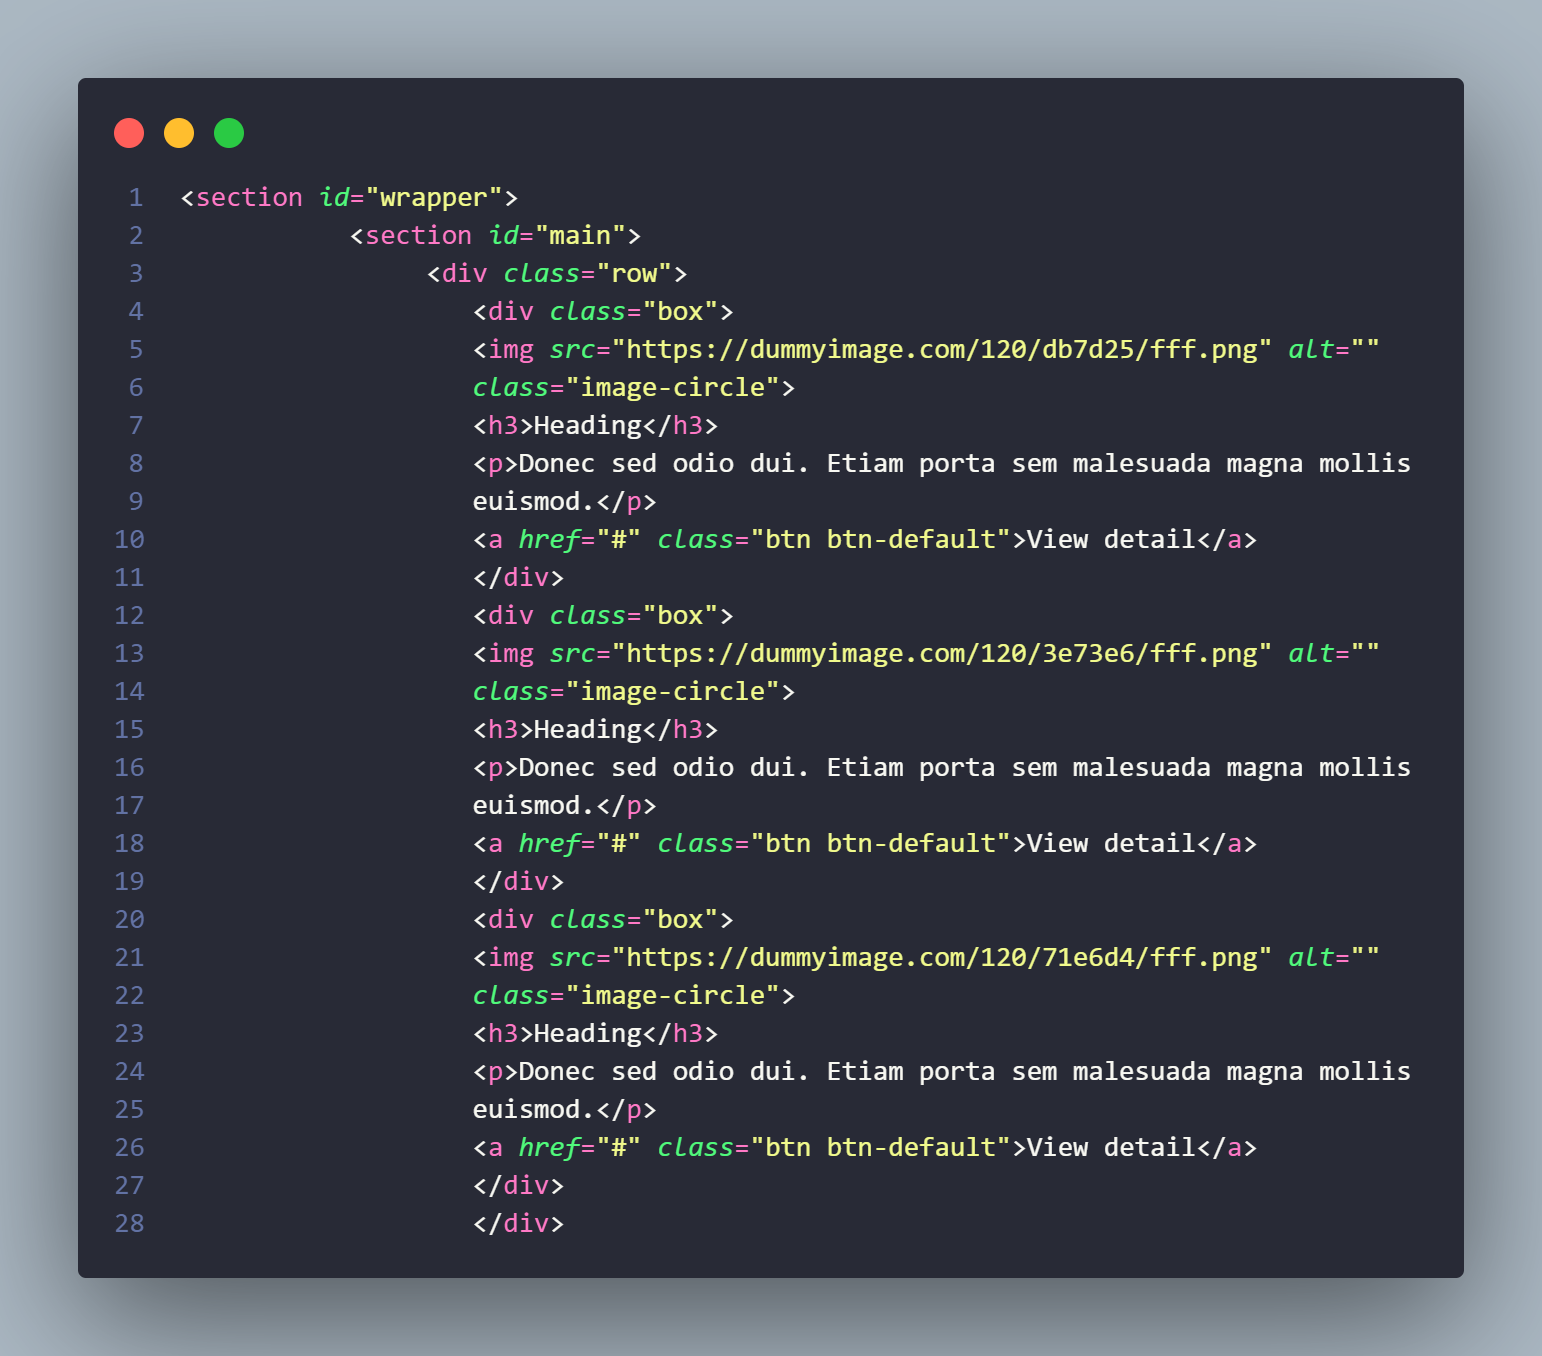 1 <section id="wrapper">
2 <section id="main">
3 <div class="row">
4 <div class="box">
5 <img src="https://dummyimage.com/120/db7d25/fff.png" alt=""
6 class="image-circle">
7 <h3>Heading</h3>
8 <p>Donec sed odio dui. Etiam porta sem malesuada magna mollis
9 euismod.</p>
10 <a href="#" class="btn btn-default">View detail</a>
11 </div>
12 <div class="box">
13 <img src="https://dummyimage.com/120/3e73e6/fff.png" alt=""
14 class="image-circle">
15 <h3>Heading</h3>
16 <p>Donec sed odio dui. Etiam porta sem malesuada magna mollis
17 euismod.</p>
18 <a href="#" class="btn btn-default">View detail</a>
19 </div>
20 <div class="box">
21 <img src="https://dummyimage.com/120/71e6d4/fff.png" alt=""
22 class="image-circle">
23 <h3>Heading</h3>
24 <p>Donec sed odio dui. Etiam porta sem malesuada magna mollis
25 euismod.</p>
26 <a href="#" class="btn btn-default">View detail</a>
27 </div>
28 </div>